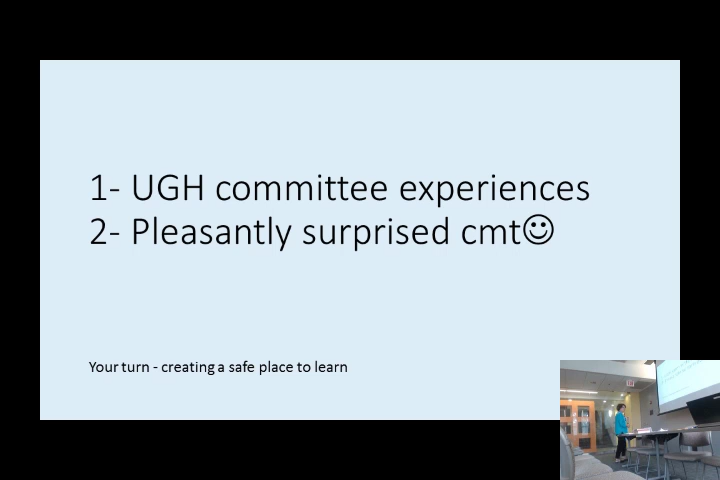 1- UGH committee experiences
2- Pleasantly surprised cmt☺
Your turn - creating a safe place to learn